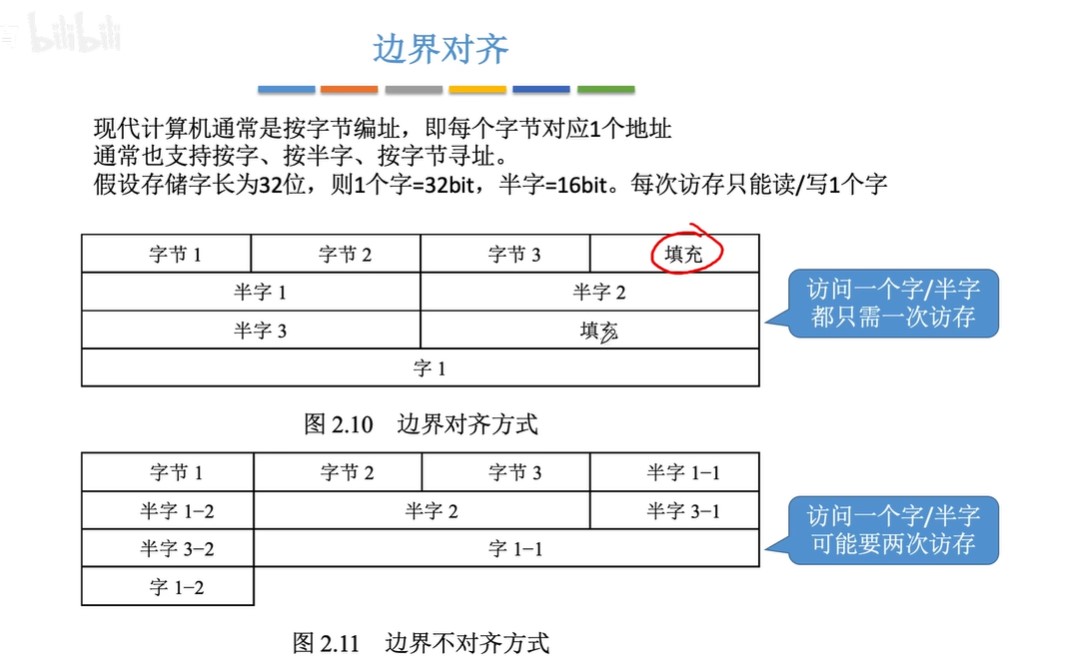 bilibili
边界对齐
现代计算机通常是按字节编址，即每个字节对应1个地址
通常也支持按字、按半字、按字节寻址。
假设存储字长为32位，则1个字=32bit，半字=16bit。每次访存只能读/写1个字
字节 1 字节 2 字节 3 填充
半字 1 半字 2
半字 3 填充
字 1
访问一个字/半字
都只需一次访存
图 2.10 边界对齐方式
字节 1 字节 2 字节 3 半字 1-1
半字 1-2 半字 2 半字 3-1
半字 3-2 字 1-1
字 1-2
访问一个字/半字
可能要两次访存
图 2.11 边界不对齐方式